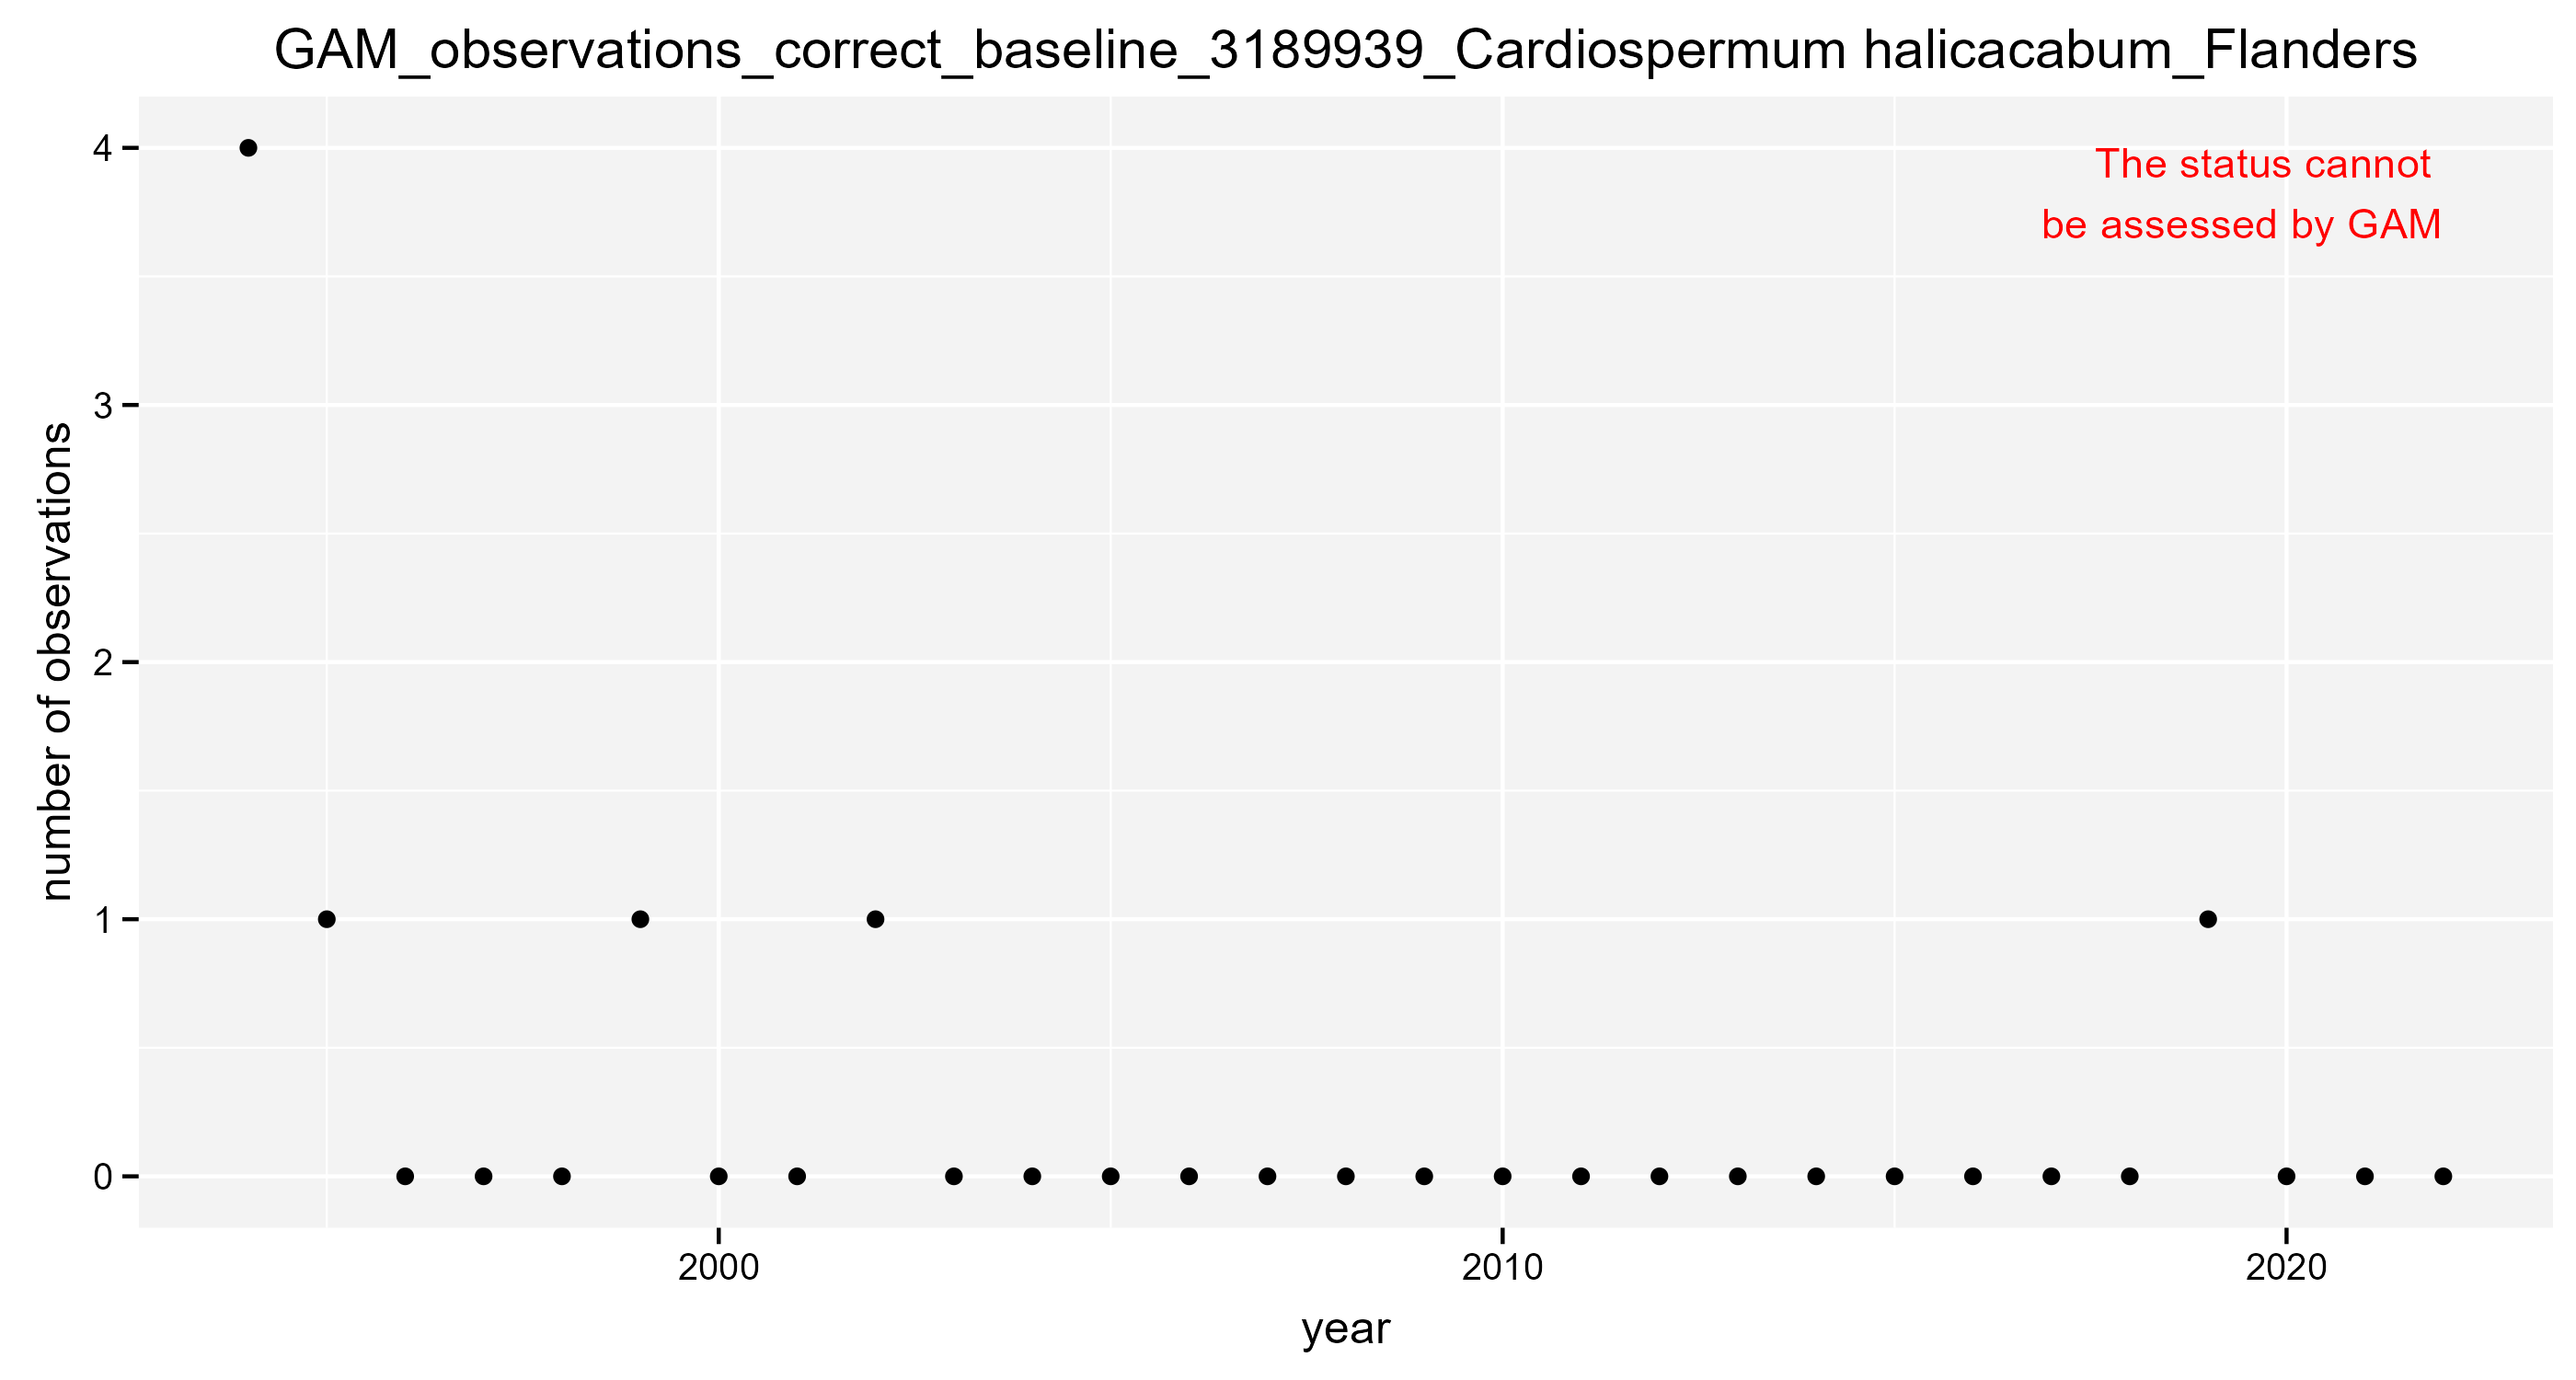 GAM_observations_correct_baseline_3189939_Cardiospermum halicacabum_Flanders
The status cannot
be assessed by GAM
4
3
2
1
0
number of observations
2000
2010
2020
year